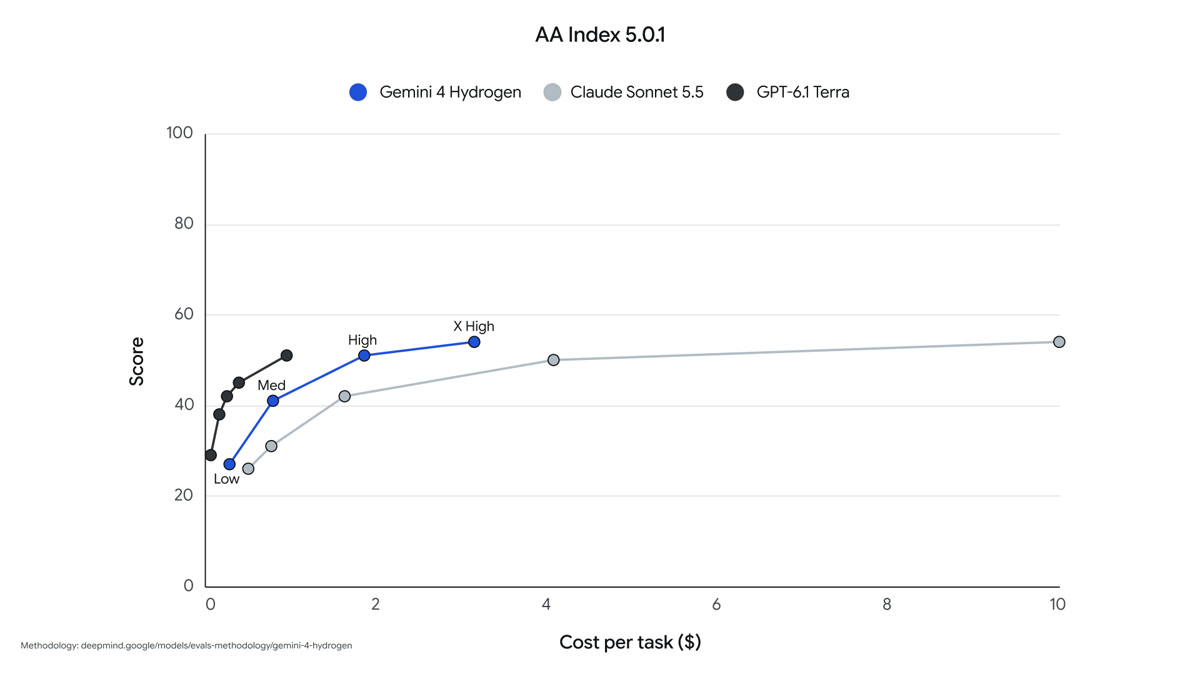 AA Index 5.0.1
Gemini 4 Hydrogen Claude Sonnet 5.5 GPT-6.1 Terra
100
80
60
40
20
0
Score
X High
High
Med
Low
0 2 4 6 8 10
Cost per task ($)
Methodology: deepmind.google/models/evals-methodology/gemini-4-hydrogen